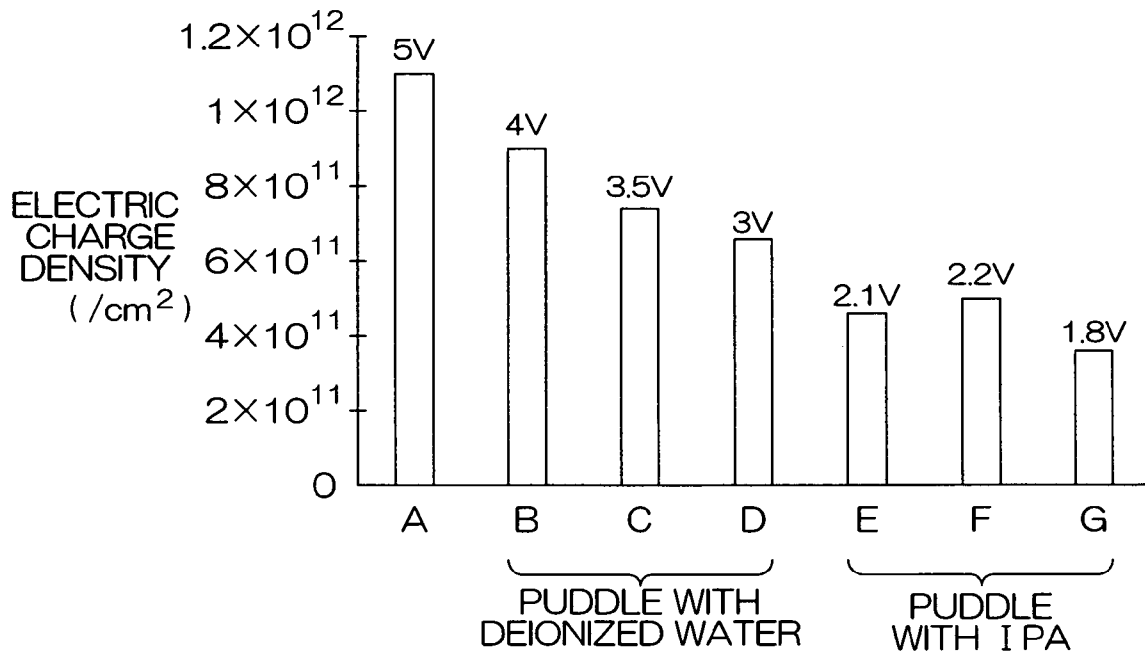 1.2×10¹²
1×10¹²
8×10¹¹
6×10¹¹
4×10¹¹
2×10¹¹
0
ELECTRIC
CHARGE
DENSITY
(/cm²)
5V
4V
3.5V
3V
2.1V
2.2V
1.8V
A B C D E F G
PUDDLE WITH
DEIONIZED WATER
PUDDLE
WITH IPA